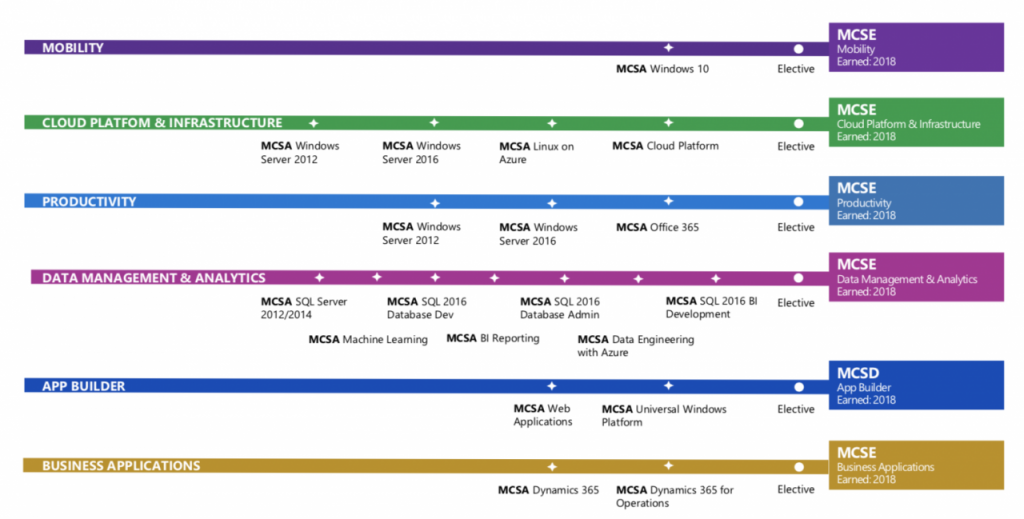 MOBILITY
MCSE
Mobility
Earned: 2018
MCSA Windows 10
Elective
CLOUD PLATFOM & INFRASTRUCTURE
MCSE
Cloud Platform & Infrastructure
Earned: 2018
MCSA Windows
Server 2012
MCSA Windows
Server 2016
MCSA Linux on
Azure
MCSA Cloud Platform
Elective
PRODUCTIVITY
MCSE
Productivity
Earned: 2018
MCSA Windows
Server 2012
MCSA Windows
Server 2016
MCSA Office 365
Elective
DATA MANAGEMENT & ANALYTICS
MCSE
Data Management & Analytics
Earned: 2018
MCSA SQL Server
2012/2014
MCSA Machine Learning
MCSA SQL 2016
Database Dev
MCSA BI Reporting
MCSA SQL 2016
Database Admin
MCSA Data Engineering
with Azure
MCSA SQL 2016 BI
Development
Elective
APP BUILDER
MCSD
App Builder
Earned: 2018
MCSA Web
Applications
MCSA Universal Windows
Platform
Elective
BUSINESS APPLICATIONS
MCSE
Business Applications
Earned: 2018
MCSA Dynamics 365
MCSA Dynamics 365 for
Operations
Elective